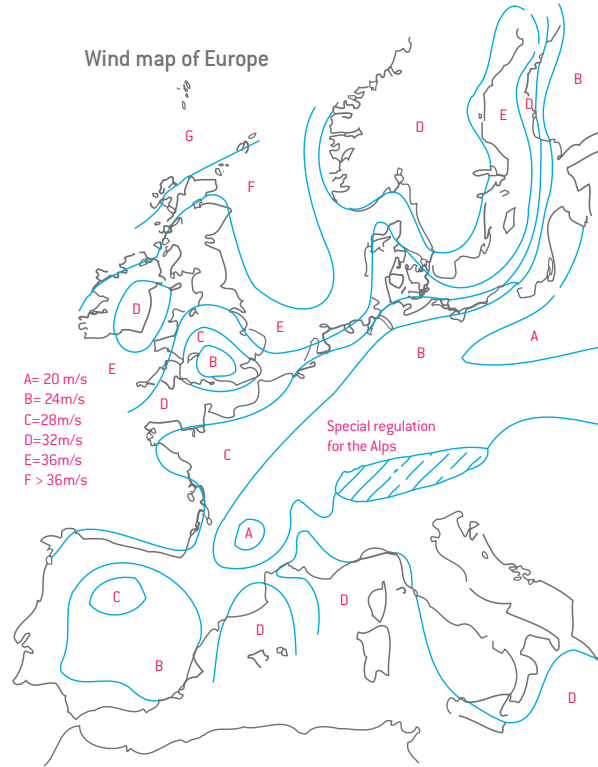 Wind map of Europe
B
D
E
D
G
F
D
E
C
B
A
B
E
D
A= 20 m/s
B= 24m/s
C=28m/s
D=32m/s
E=36m/s
F > 36m/s
Special regulation
for the Alps
C
A
C
D
D
B
D